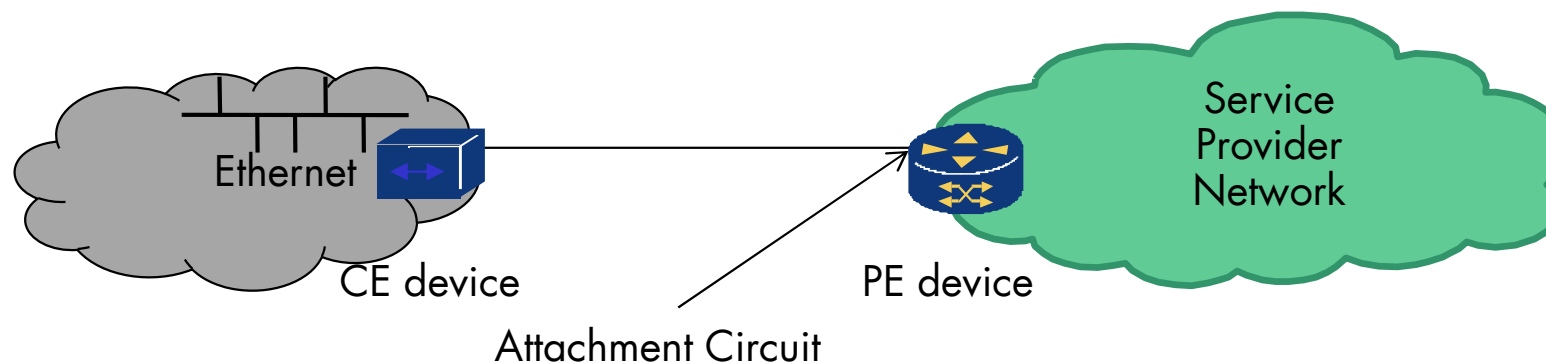 Service
Provider
Network
Ethernet
CE device
PE device
Attachment Circuit